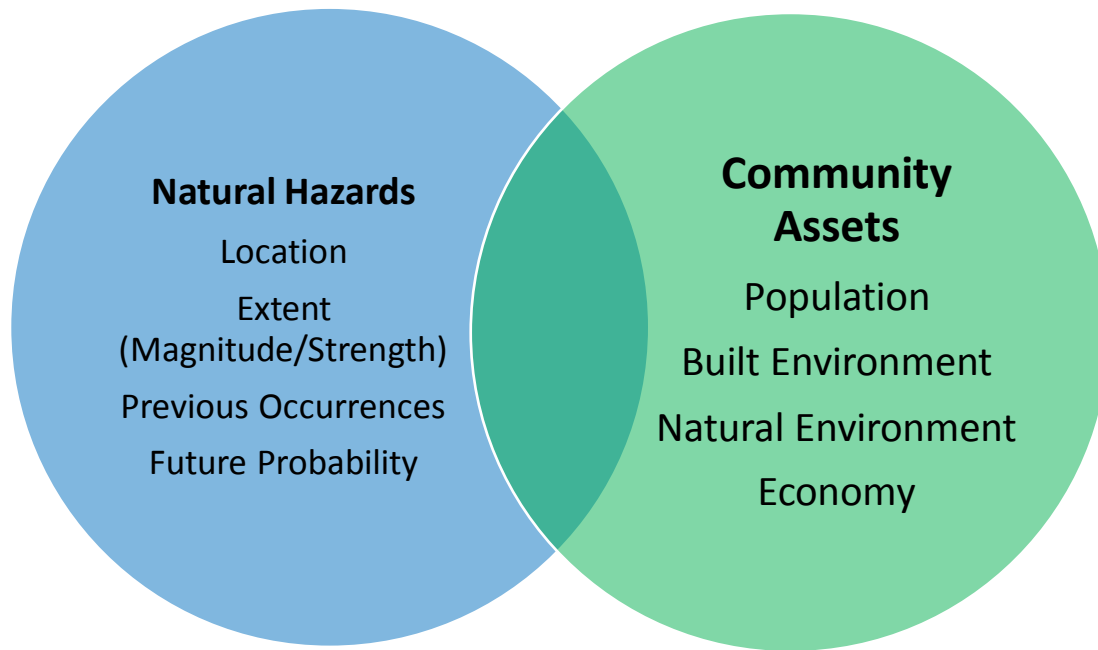 Natural Hazards
Location
Extent
(Magnitude/Strength)
Previous Occurrences
Future Probability
Community
Assets
Population
Built Environment
Natural Environment
Economy